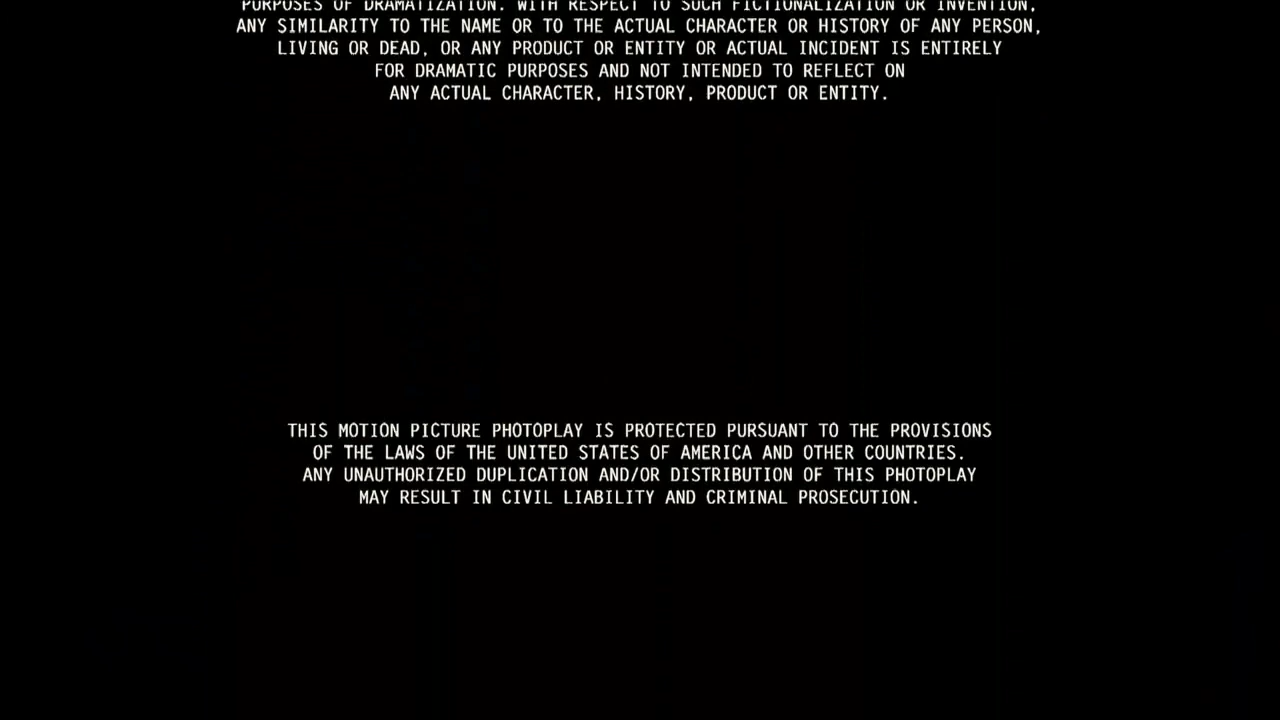 PURPOSES OF DRAMATIZATION. WITH RESPECT TO SUCH FICTIONALIZATION OR INVENTION,
ANY SIMILARITY TO THE NAME OR TO THE ACTUAL CHARACTER OR HISTORY OF ANY PERSON,
LIVING OR DEAD, OR ANY PRODUCT OR ENTITY OR ACTUAL INCIDENT IS ENTIRELY
FOR DRAMATIC PURPOSES AND NOT INTENDED TO REFLECT ON
ANY ACTUAL CHARACTER, HISTORY, PRODUCT OR ENTITY.
THIS MOTION PICTURE PHOTOPLAY IS PROTECTED PURSUANT TO THE PROVISIONS
OF THE LAWS OF THE UNITED STATES OF AMERICA AND OTHER COUNTRIES.
ANY UNAUTHORIZED DUPLICATION AND/OR DISTRIBUTION OF THIS PHOTOPLAY
MAY RESULT IN CIVIL LIABILITY AND CRIMINAL PROSECUTION.